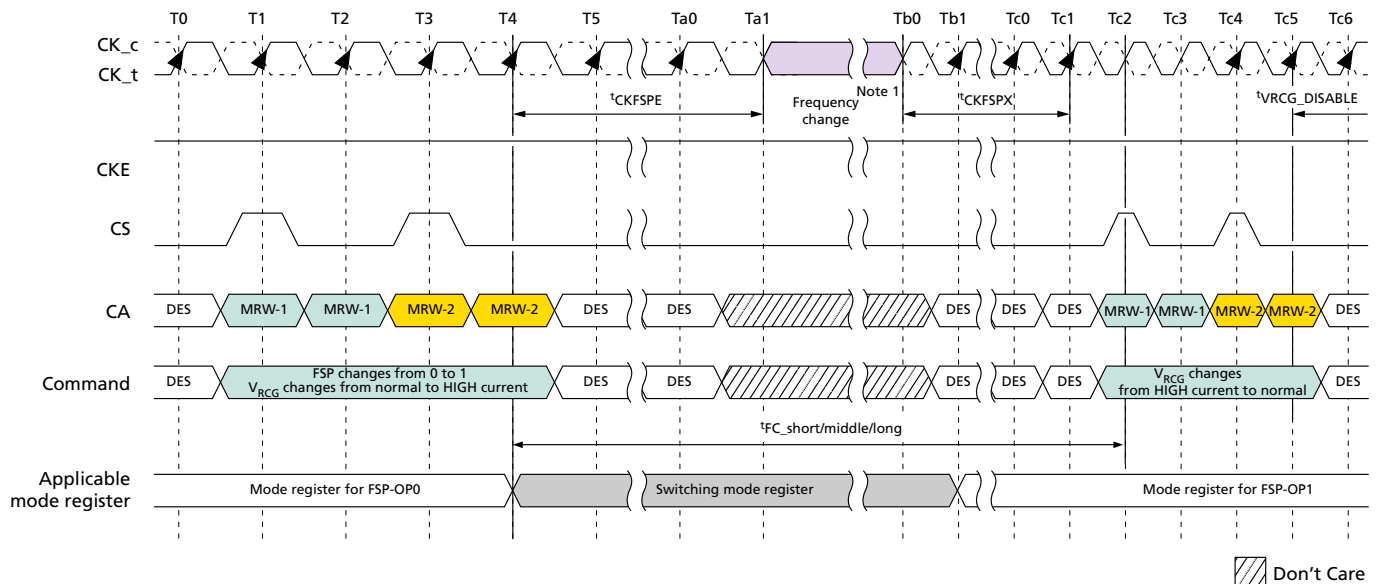 T0 T1 T2 T3 T4 T5 Ta0 Ta1 Tb0 Tb1 Tc0 Tc1 Tc2 Tc3 Tc4 Tc5 Tc6
CK_c
CK_t
Note 1
tCKFSPE
Frequency
change
tCKFSPX
tVRCG_DISABLE
CKE
CS
CA
DES MRW-1 MRW-1 MRW-2 MRW-2 DES DES DES DES DES MRW-1 MRW-1 MRW-2 MRW-2 DES
Command
DES
FSP changes from 0 to 1
VRCG changes from normal to HIGH current
DES DES DES DES DES
VRCG changes
from HIGH current to normal
DES
tFC_short/middle/long
Applicable
mode register
Mode register for FSP-OP0
Switching mode register
Mode register for FSP-OP1
Don't Care